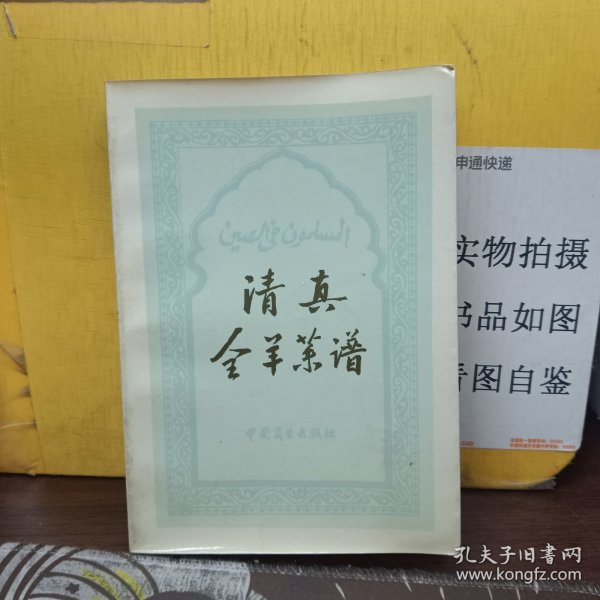 المسلمون في الصين
清真
全羊菜谱
中国商业出版社
申通快递
实物拍摄
书品如图
看图自鉴
孔夫子旧书网
www.kongfz.com